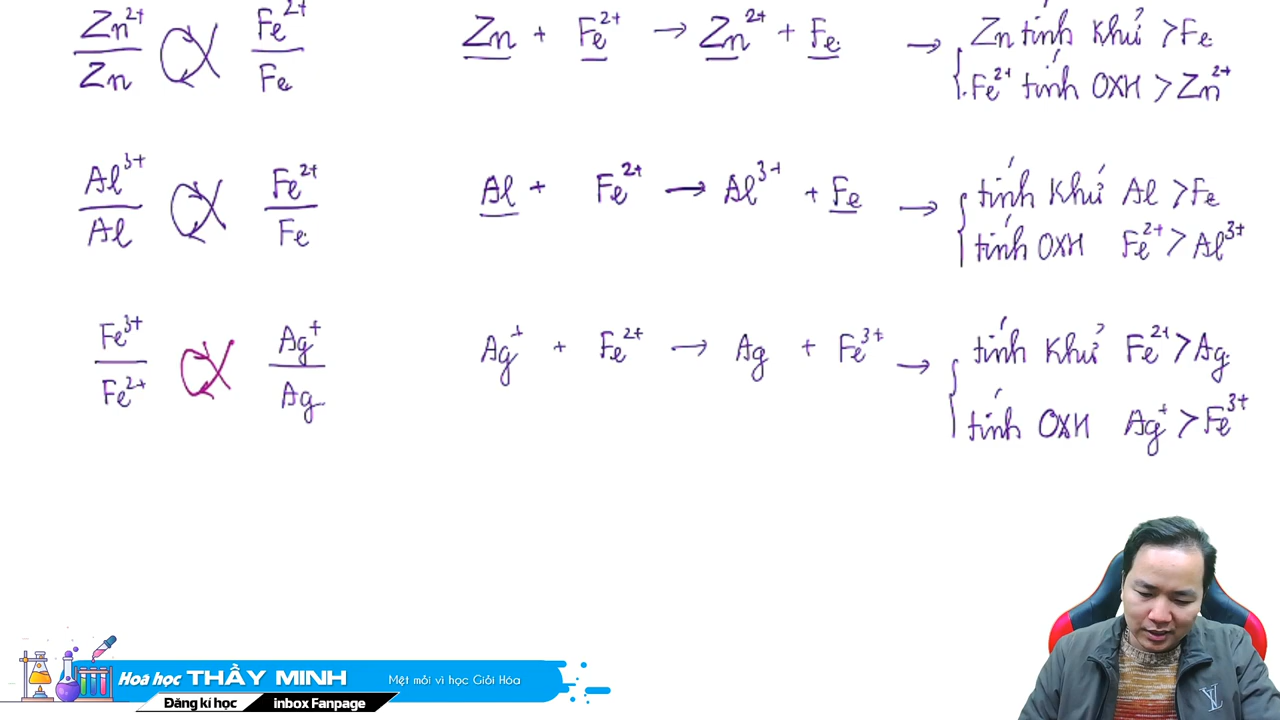 Zn²⁺/Zn α Fe²⁺/Fe Zn + Fe²⁺ → Zn²⁺ + Fe → { Zn tính khử > Fe
Fe²⁺ tính OXH > Zn²⁺
Al³⁺/Al α Fe²⁺/Fe Al + Fe²⁺ → Al³⁺ + Fe → { tính khử Al > Fe
tính OXH Fe²⁺ > Al³⁺
Fe³⁺/Fe²⁺ α Ag⁺/Ag Ag⁺ + Fe²⁺ → Ag + Fe³⁺ → { tính khử Fe²⁺ > Ag
tính OXH Ag⁺ > Fe³⁺
Hoá học THẦY MINH
Mệt mỏi vì học Giỏi Hóa
Đăng kí học
inbox Fanpage